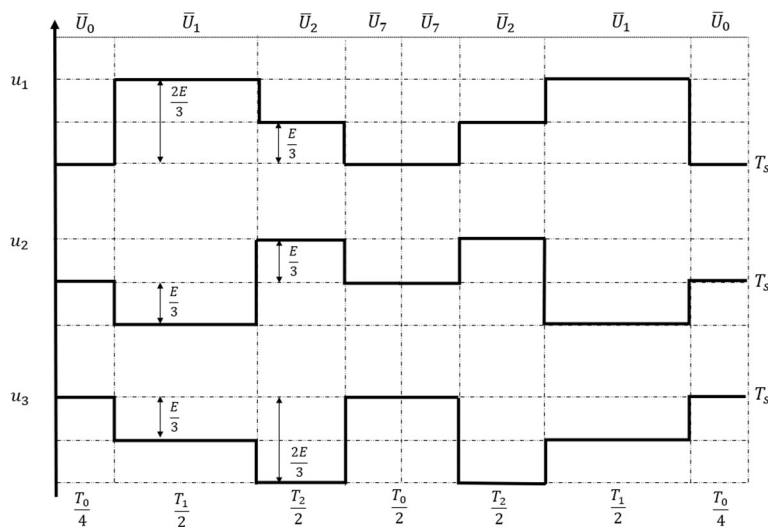 Ū₀ Ū₁ Ū₂ Ū₇ Ū₇ Ū₂ Ū₁ Ū₀
u₁
2E/3
E/3
Tₛ
u₂
E/3
E/3
Tₛ
u₃
E/3
2E/3
Tₛ
T₀/4 T₁/2 T₂/2 T₀/2 T₂/2 T₁/2 T₀/4